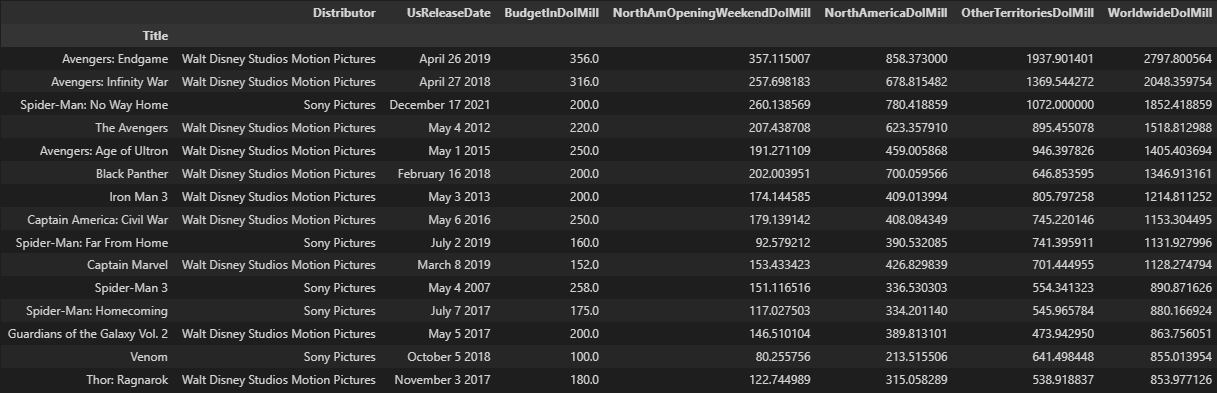 Distributor UsReleaseDate BudgetInDolMill NorthAmOpeningWeekendDolMill NorthAmericaDolMill OtherTerritoriesDolMill WorldwideDolMill
Title
Avengers: Endgame Walt Disney Studios Motion Pictures April 26 2019 356.0 357.115007 858.373000 1937.901401 2797.800564
Avengers: Infinity War Walt Disney Studios Motion Pictures April 27 2018 316.0 257.698183 678.815482 1369.544272 2048.359754
Spider-Man: No Way Home Sony Pictures December 17 2021 200.0 260.138569 780.418859 1072.000000 1852.418859
The Avengers Walt Disney Studios Motion Pictures May 4 2012 220.0 207.438708 623.357910 895.455078 1518.812988
Avengers: Age of Ultron Walt Disney Studios Motion Pictures May 1 2015 250.0 191.271109 459.005868 946.397826 1405.403694
Black Panther Walt Disney Studios Motion Pictures February 16 2018 200.0 202.003951 700.059566 646.853595 1346.913161
Iron Man 3 Walt Disney Studios Motion Pictures May 3 2013 200.0 174.144585 409.013994 805.797258 1214.811252
Captain America: Civil War Walt Disney Studios Motion Pictures May 6 2016 250.0 179.139142 408.084349 745.220146 1153.304495
Spider-Man: Far From Home Sony Pictures July 2 2019 160.0 92.579212 390.532085 741.395911 1131.927996
Captain Marvel Walt Disney Studios Motion Pictures March 8 2019 152.0 153.433423 426.829839 701.444955 1128.274794
Spider-Man 3 Sony Pictures May 4 2007 258.0 151.116516 336.530303 554.341323 890.871626
Spider-Man: Homecoming Sony Pictures July 7 2017 175.0 117.027503 334.201140 545.965784 880.166924
Guardians of the Galaxy Vol. 2 Walt Disney Studios Motion Pictures May 5 2017 200.0 146.510104 389.813101 473.942950 863.756051
Venom Sony Pictures October 5 2018 100.0 80.255756 213.515506 641.498448 855.013954
Thor: Ragnarok Walt Disney Studios Motion Pictures November 3 2017 180.0 122.744989 315.058289 538.918837 853.977126